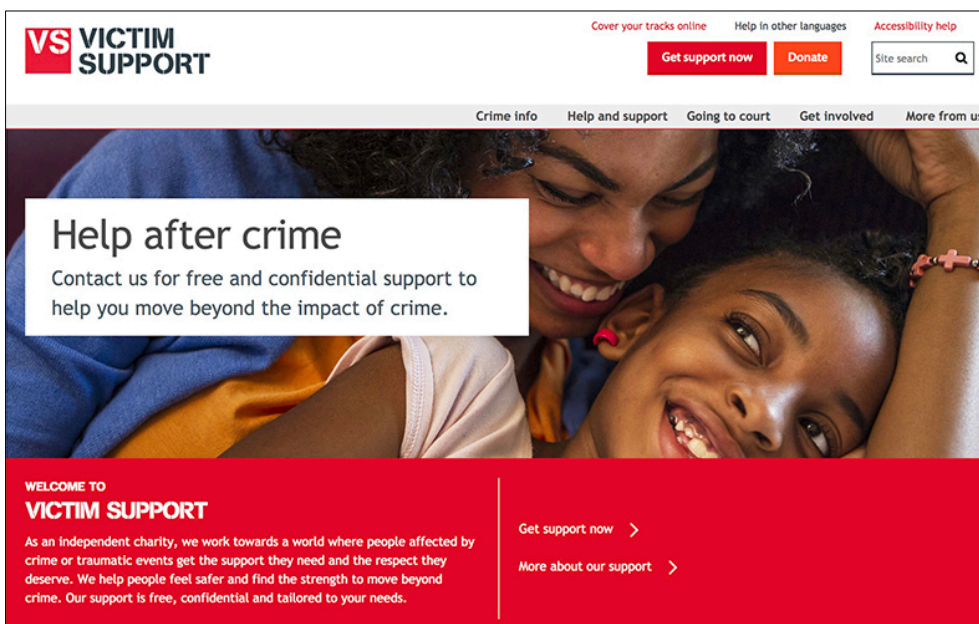 Cover your tracks online Help in other languages Accessibility help
VS VICTIM
SUPPORT
Get support now Donate Site search
Crime info Help and support Going to court Get involved More from us
Help after crime
Contact us for free and confidential support to
help you move beyond the impact of crime.
WELCOME TO
VICTIM SUPPORT
As an independent charity, we work towards a world where people affected by
crime or traumatic events get the support they need and the respect they
deserve. We help people feel safer and find the strength to move beyond
crime. Our support is free, confidential and tailored to your needs.
Get support now
More about our support